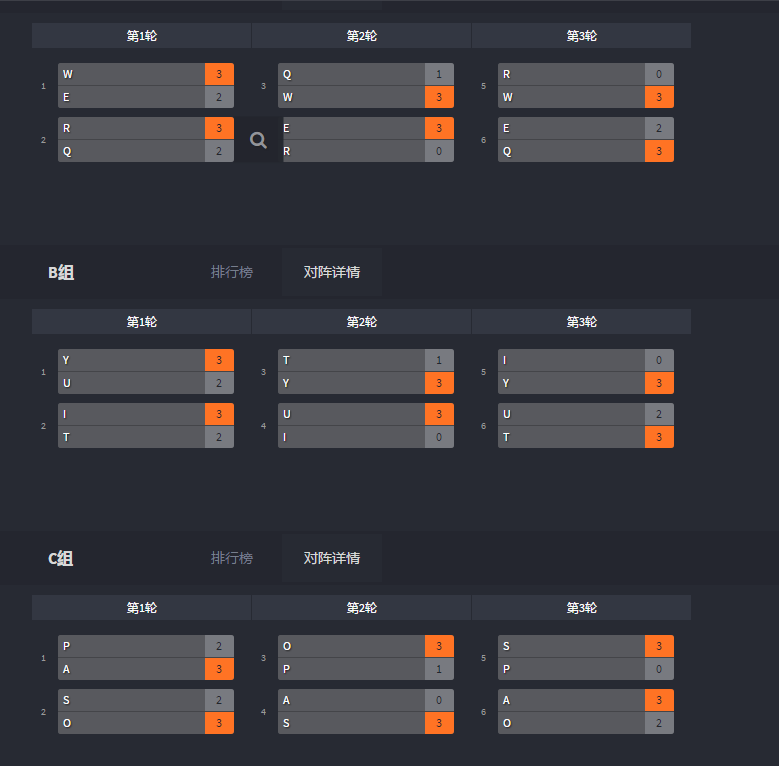 第1轮 第2轮 第3轮
1 W 3 3 Q 1 5 R 0
E 2 W 3 W 3
2 R 3 E 3 6 E 2
Q 2 R 0 Q 3
B组 排行榜 对阵详情
第1轮 第2轮 第3轮
1 Y 3 3 T 1 5 I 0
U 2 Y 3 Y 3
2 I 3 4 U 3 6 U 2
T 2 I 0 T 3
C组 排行榜 对阵详情
第1轮 第2轮 第3轮
1 P 2 3 O 3 5 S 3
A 3 P 1 P 0
2 S 2 4 A 0 6 A 3
O 3 S 3 O 2